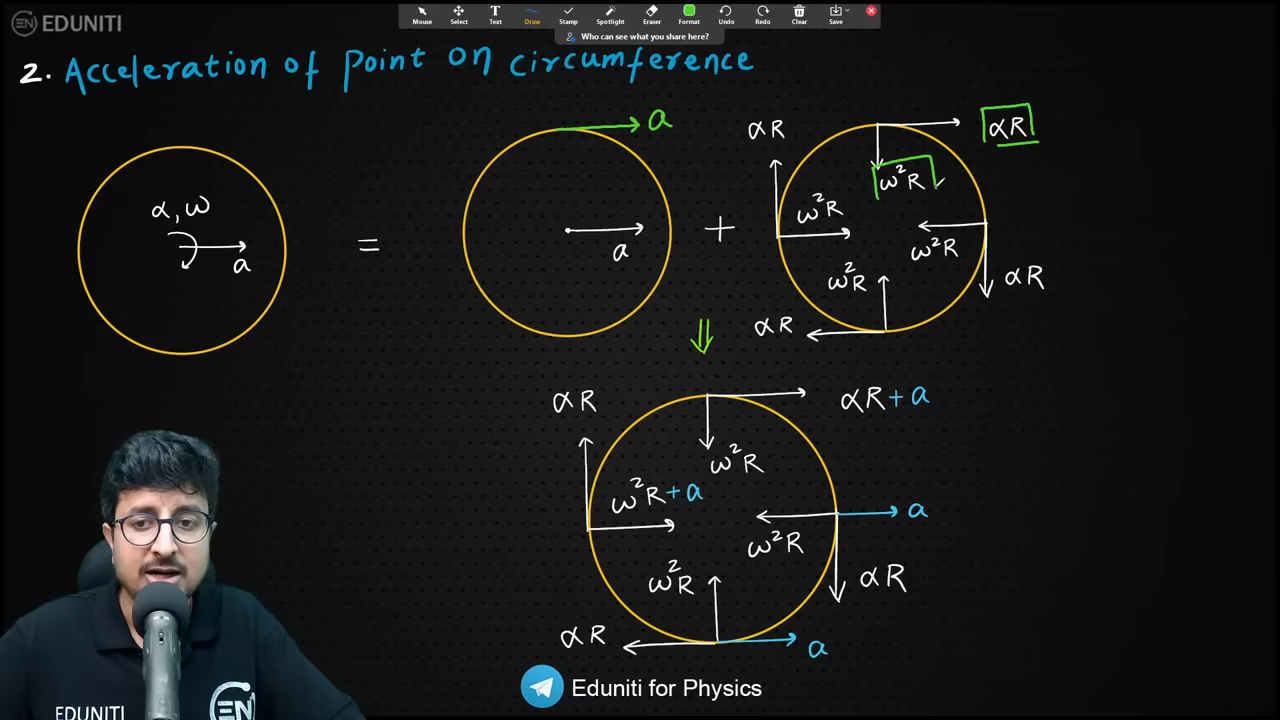 EN EDUNITI
Mouse Select Text Draw Stamp Spotlight Eraser Format Undo Redo Clear Save
Who can see what you share here?
2. Acceleration of point on circumference
α, ω
a
=
a
a
+
αR
αR
ω²R
ω²R
ω²R
αR
ω²R
αR
αR
αR + a
ω²R
ω²R + a
a
ω²R
ω²R
αR
αR
a
Eduniti for Physics
EDUNITI
EN